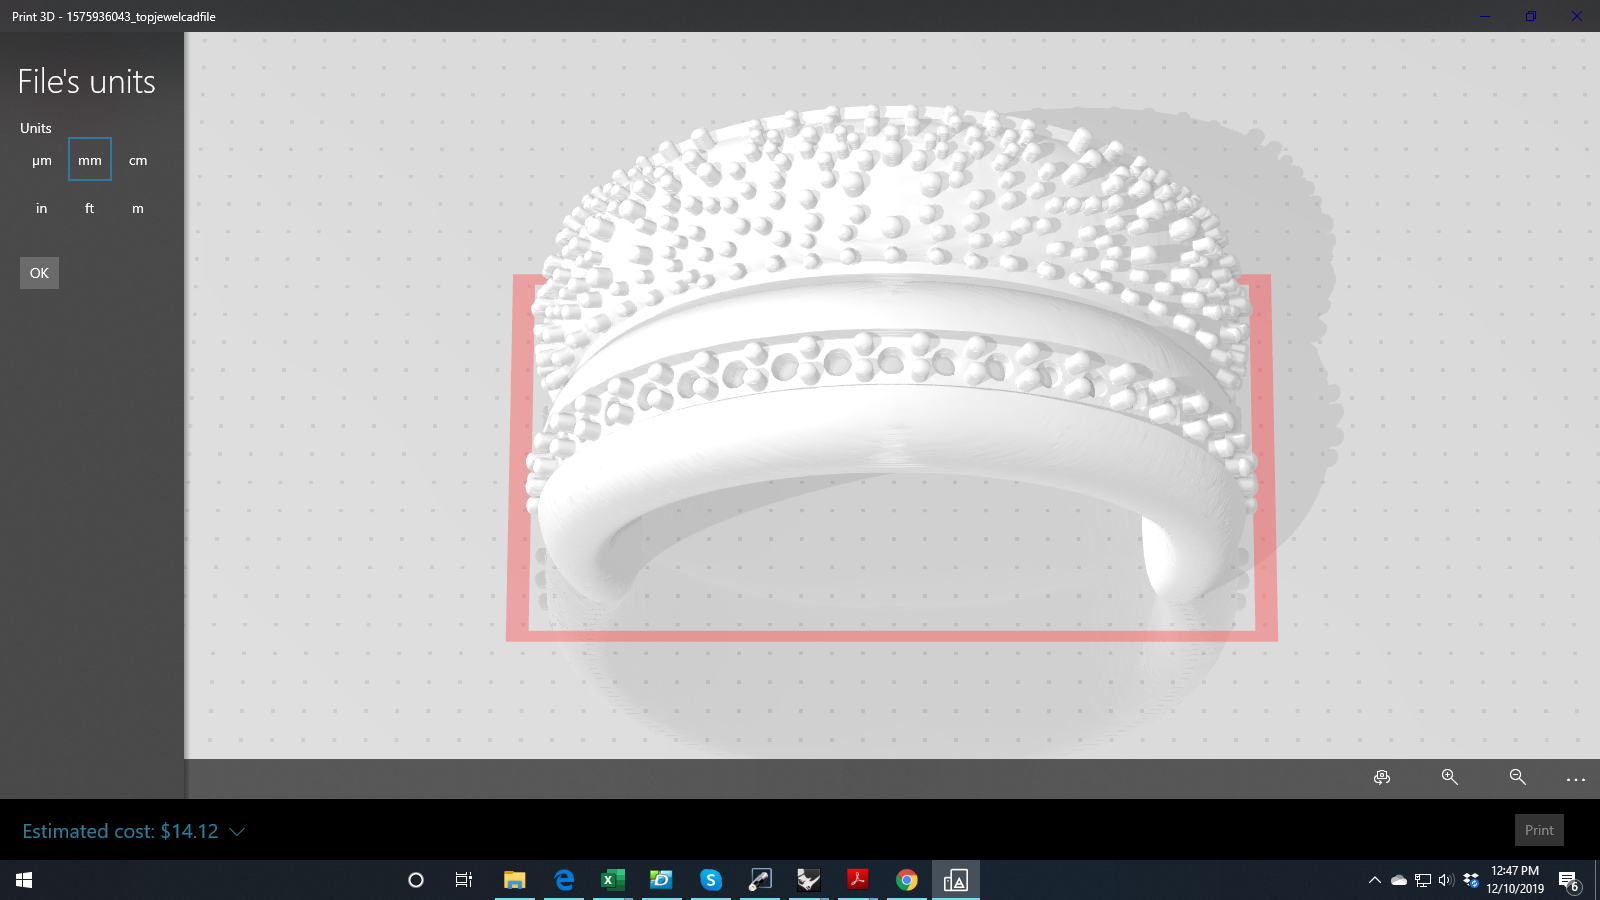 Print 3D - 1575936043_topjewelcadfile
File's units
Units
µm mm cm
in ft m
OK
Estimated cost: $14.12
Print
12:47 PM
12/10/2019
6